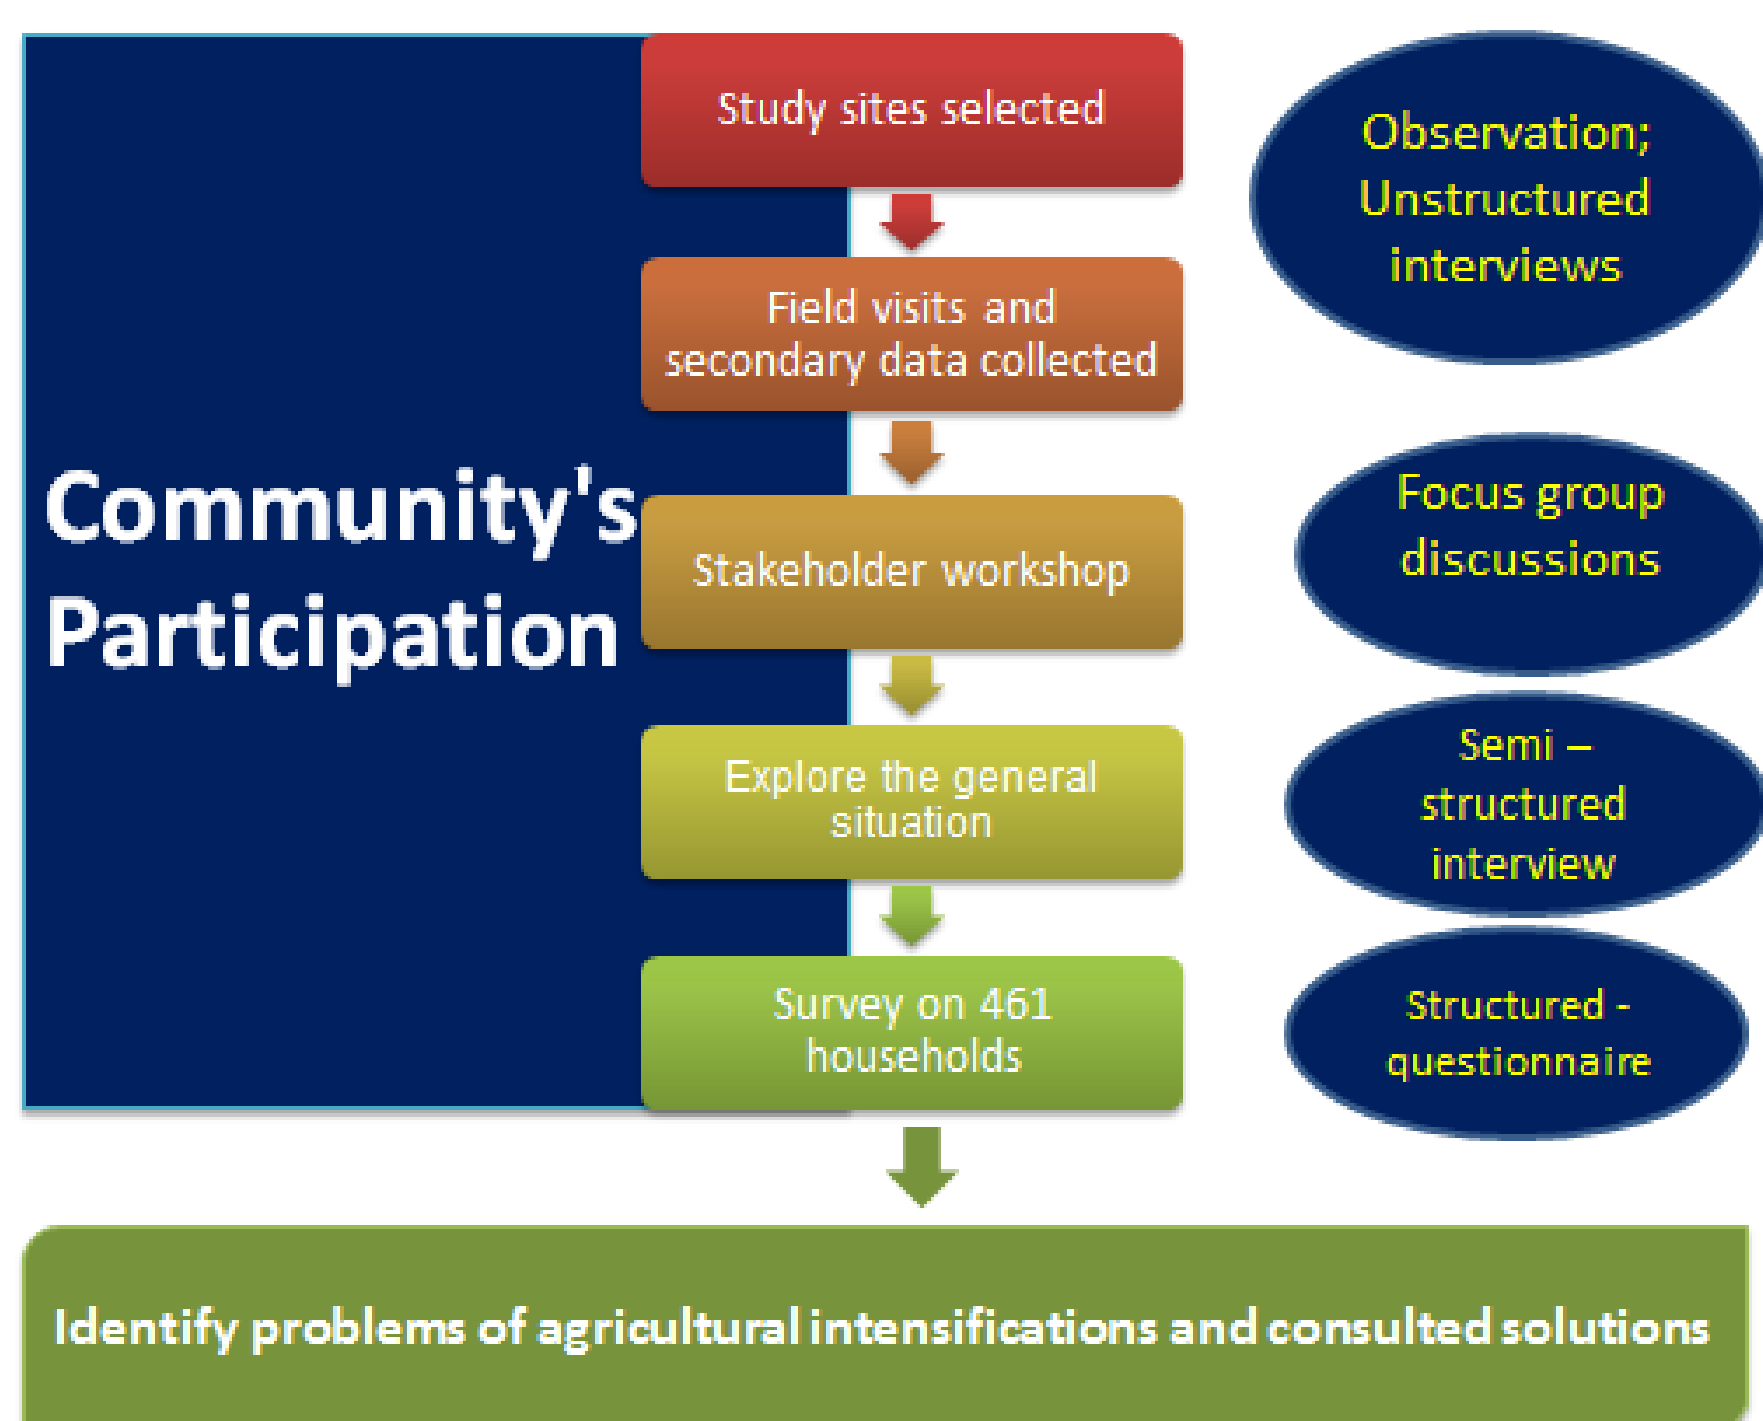 Community's
Participation
Study sites selected
Field visits and
secondary data collected
Stakeholder workshop
Explore the general
situation
Survey on 461
households
Observation;
Unstructured
interviews
Focus group
discussions
Semi –
structured
interview
Structured -
questionnaire
Identify problems of agricultural intensifications and consulted solutions